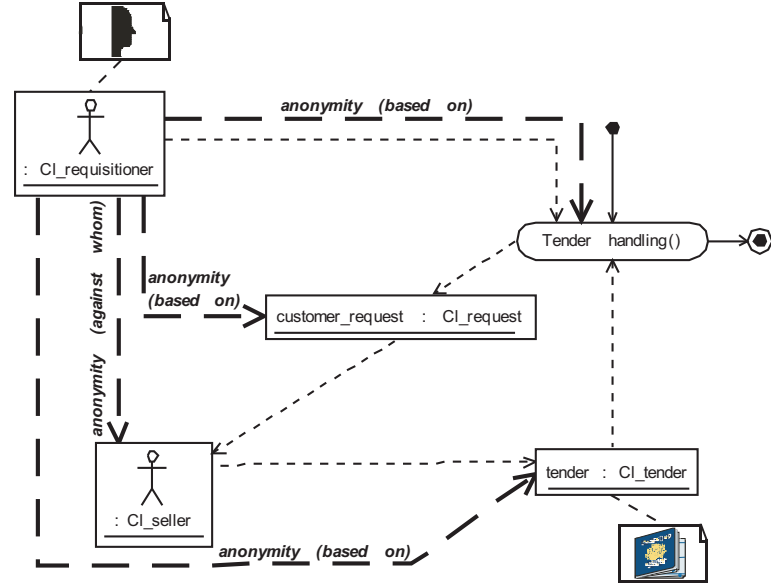 anonymity (based on)
: Cl_requisitioner
anonymity (against whom)
Tender handling()
anonymity
(based on)
customer_request : Cl_request
tender : Cl_tender
: Cl_seller
anonymity (based on)